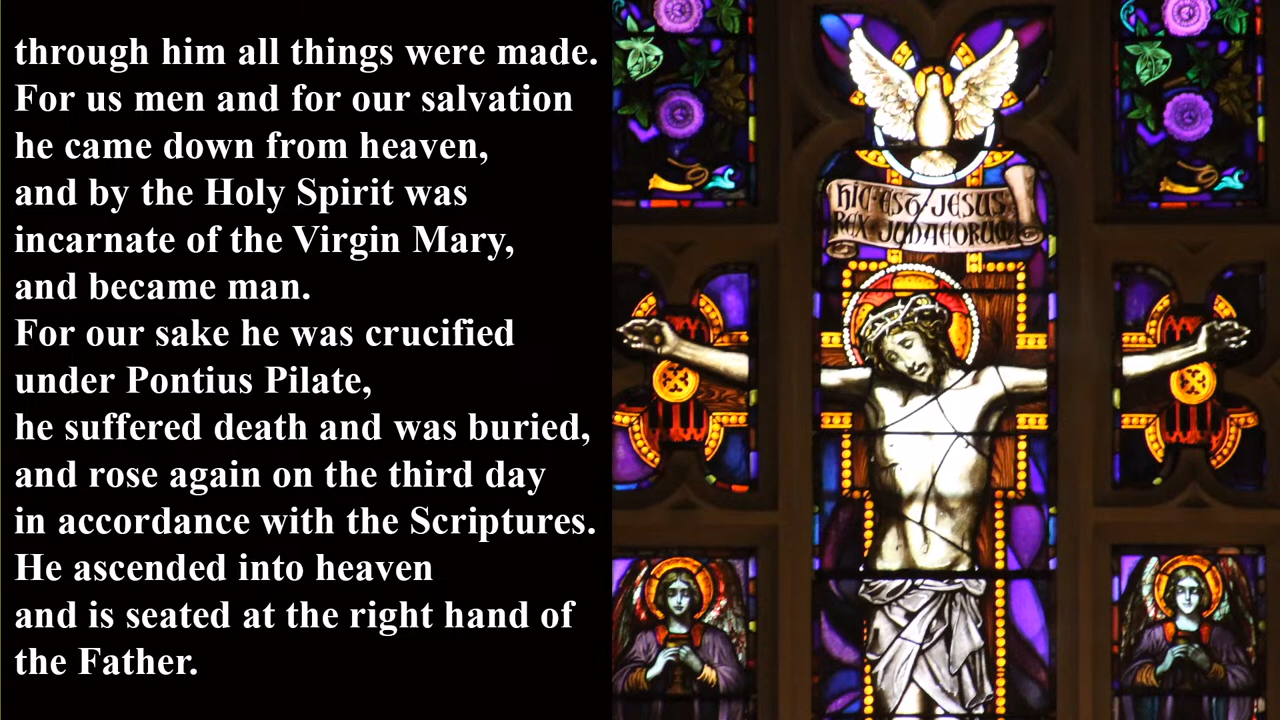 through him all things were made.
For us men and for our salvation
he came down from heaven,
and by the Holy Spirit was
incarnate of the Virgin Mary,
and became man.
For our sake he was crucified
under Pontius Pilate,
he suffered death and was buried,
and rose again on the third day
in accordance with the Scriptures.
He ascended into heaven
and is seated at the right hand of
the Father.
HIC·EST·JESUS
REX JUDAEORUM